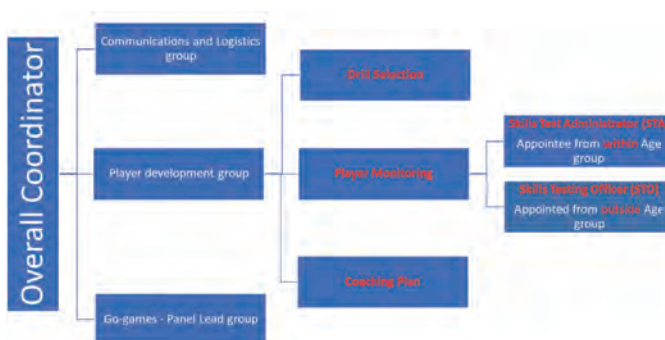 Overall Coordinator
Communications and Logistics
group
Player development group
Go-games - Panel Lead group
Drill Selection
Player Monitoring
Coaching Plan
Skills Test Administrator (STA)
Appointee from within Age
group
Skills Testing Officer (STO)
Appointed from outside Age
group